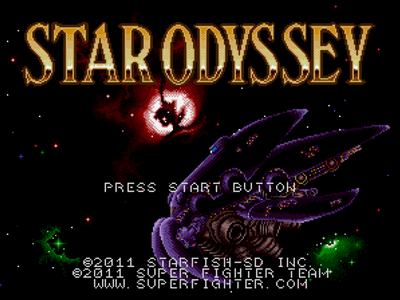 STAR ODYSSEY
PRESS START BUTTON
©2011 STARFISH-SD INC.
©2011 SUPER FIGHTER TEAM
WWW.SUPERFIGHTER.COM